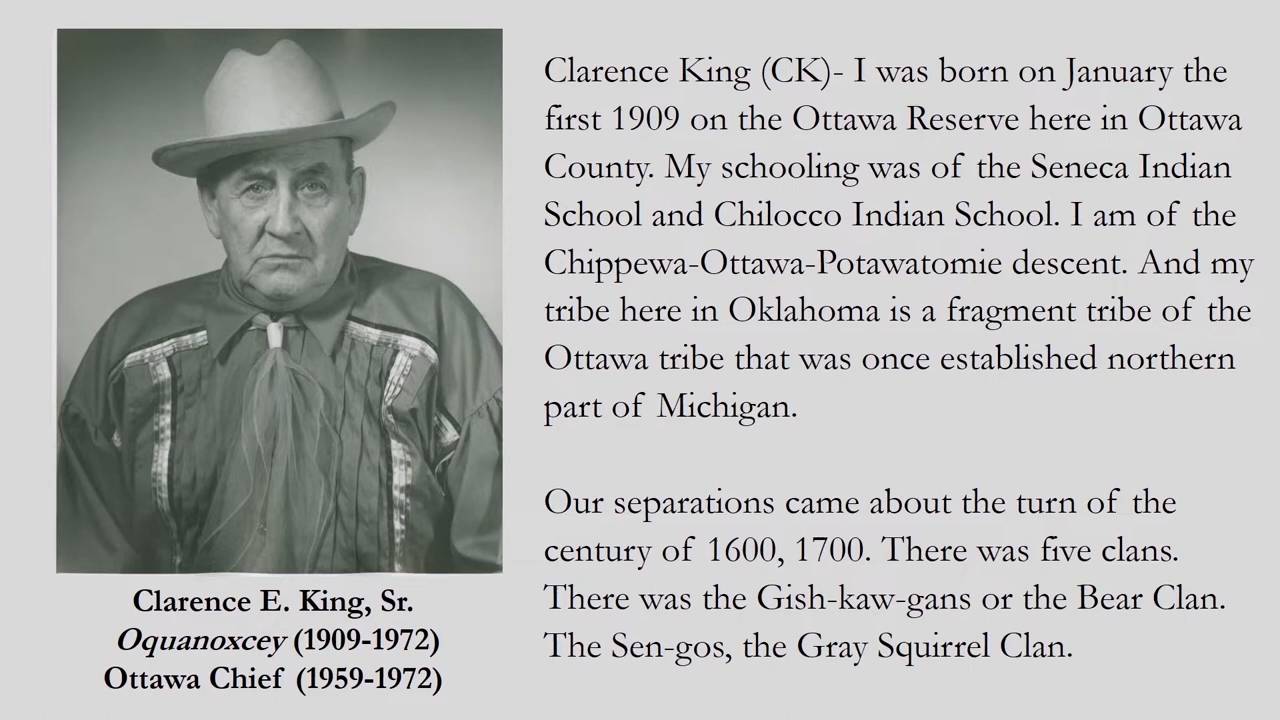 Clarence King (CK)- I was born on January the
first 1909 on the Ottawa Reserve here in Ottawa
County. My schooling was of the Seneca Indian
School and Chilocco Indian School. I am of the
Chippewa-Ottawa-Potawatomie descent. And my
tribe here in Oklahoma is a fragment tribe of the
Ottawa tribe that was once established northern
part of Michigan.
Our separations came about the turn of the
century of 1600, 1700. There was five clans.
There was the Gish-kaw-gans or the Bear Clan.
The Sen-gos, the Gray Squirrel Clan.
Clarence E. King, Sr.
Oquanoxcey (1909-1972)
Ottawa Chief (1959-1972)